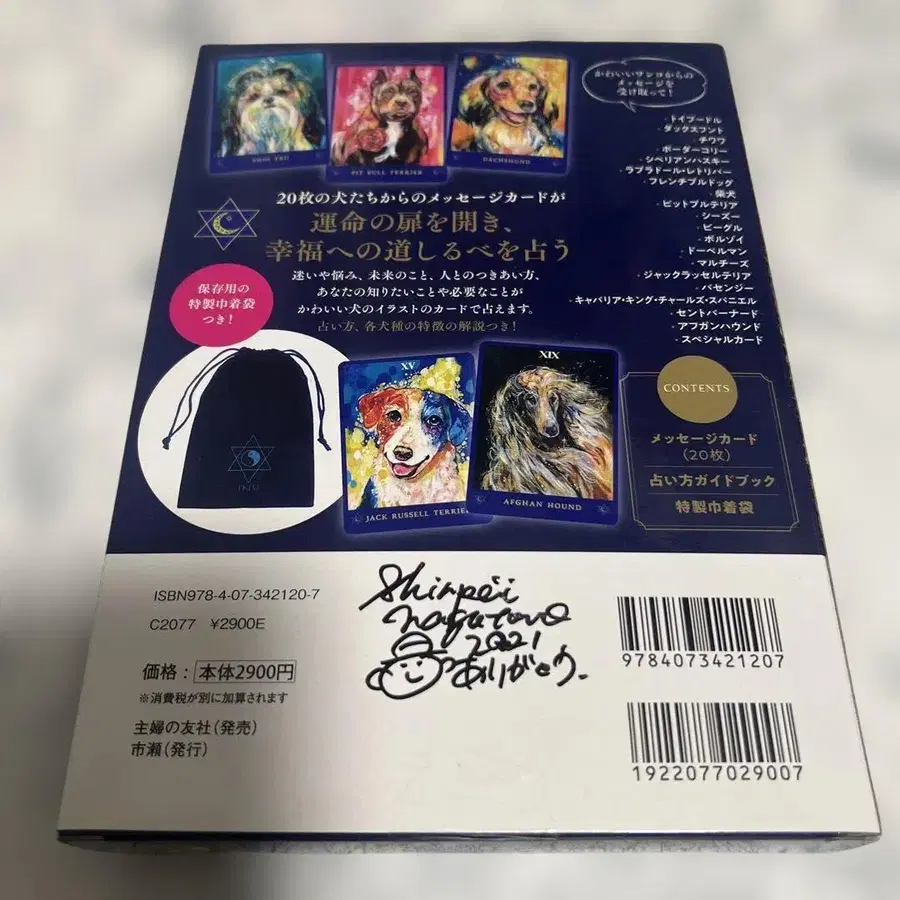 SHIH TZU
PIT BULL TERRIER
DACHSHUND
かわいいワンコからの
メッセージを
受け取って!
・トイプードル
・ダックスフンド
・チワワ
・ボーダーコリー
・シベリアンハスキー
・ラブラドール・レトリバー
・フレンチブルドッグ
・柴犬
・ピットブルテリア
・シーズー
・ビーグル
・ボルゾイ
・ドーベルマン
・マルチーズ
・ジャックラッセルテリア
・バセンジー
・キャバリア・キング・チャールズ・スパニエル
・セントバーナード
・アフガンハウンド
・スペシャルカード
20枚の犬たちからのメッセージカードが
運命の扉を開き、
幸福への道しるべを占う
迷いや悩み、未来のこと、人とのつきあい方、
あなたの知りたいことや必要なことが
かわいい犬のイラストのカードで占えます。
占い方、各犬種の特徴の解説つき!
保存用の
特製巾着袋
つき!
XV
JACK RUSSELL TERRIER
XIX
AFGHAN HOUND
CONTENTS
メッセージカード
(20枚)
占い方ガイドブック
特製巾着袋
ISBN978-4-07-342120-7
C2077 ¥2900E
価格:本体2900円
※消費税が別に加算されます
主婦の友社(発売)
市瀬(発行)
Shinpei
nagatomo
2021
ありがとう.
9784073421207
1922077029007